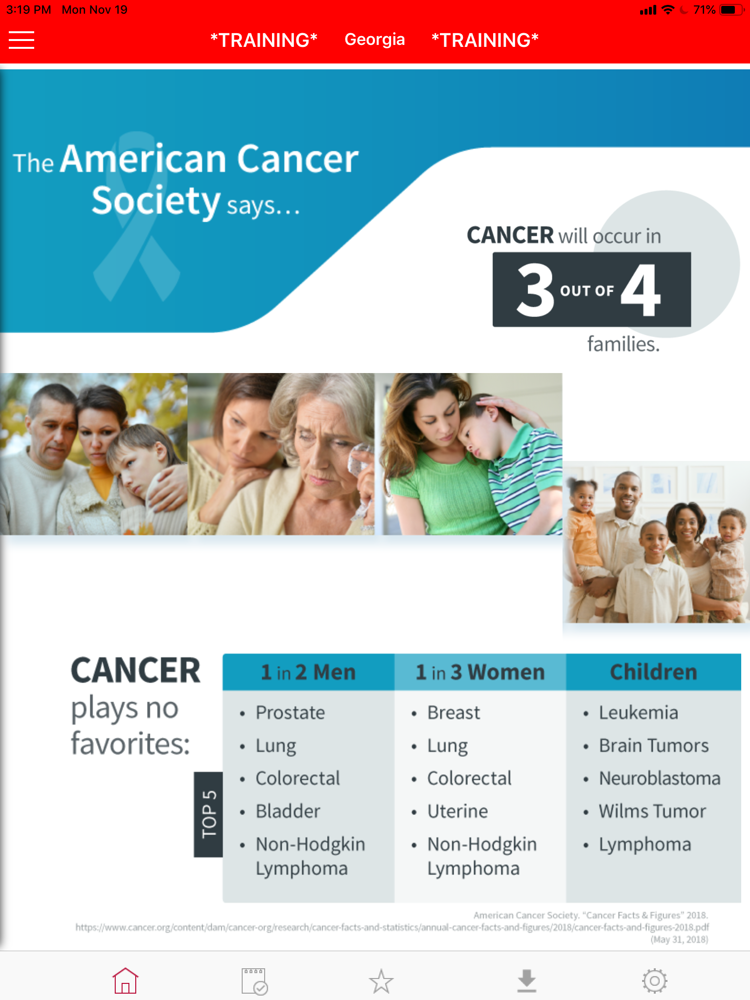 3:19 PM Mon Nov 19
71%
*TRAINING* Georgia *TRAINING*
The American Cancer
Society says...
CANCER will occur in
3 OUT OF 4
families.
CANCER
plays no
favorites:
TOP 5
1 in 2 Men
• Prostate
• Lung
• Colorectal
• Bladder
• Non-Hodgkin
Lymphoma
1 in 3 Women
• Breast
• Lung
• Colorectal
• Uterine
• Non-Hodgkin
Lymphoma
Children
• Leukemia
• Brain Tumors
• Neuroblastoma
• Wilms Tumor
• Lymphoma
American Cancer Society. "Cancer Facts & Figures" 2018.
https://www.cancer.org/content/dam/cancer-org/research/cancer-facts-and-statistics/annual-cancer-facts-and-figures/2018/cancer-facts-and-figures-2018.pdf
(May 31, 2018)